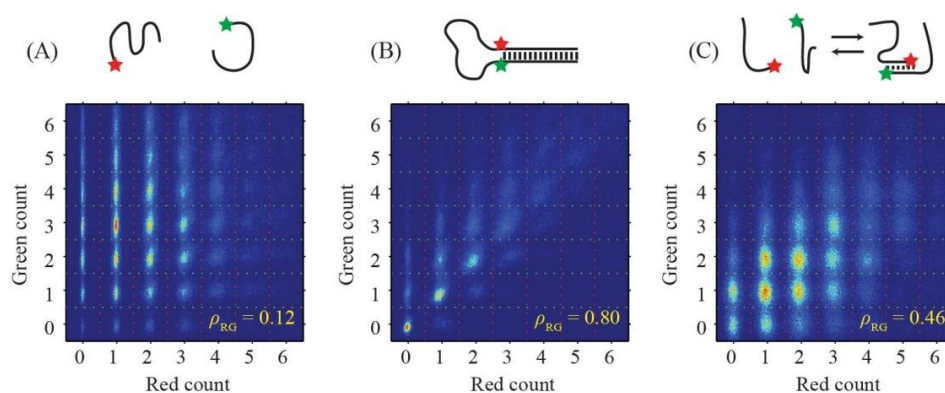 (A)
(B)
(C)
6
5
4
3
2
1
0
Green count
ρRG = 0.12
0 1 2 3 4 5 6
Red count
6
5
4
3
2
1
0
Green count
ρRG = 0.80
0 1 2 3 4 5 6
Red count
6
5
4
3
2
1
0
Green count
ρRG = 0.46
0 1 2 3 4 5 6
Red count